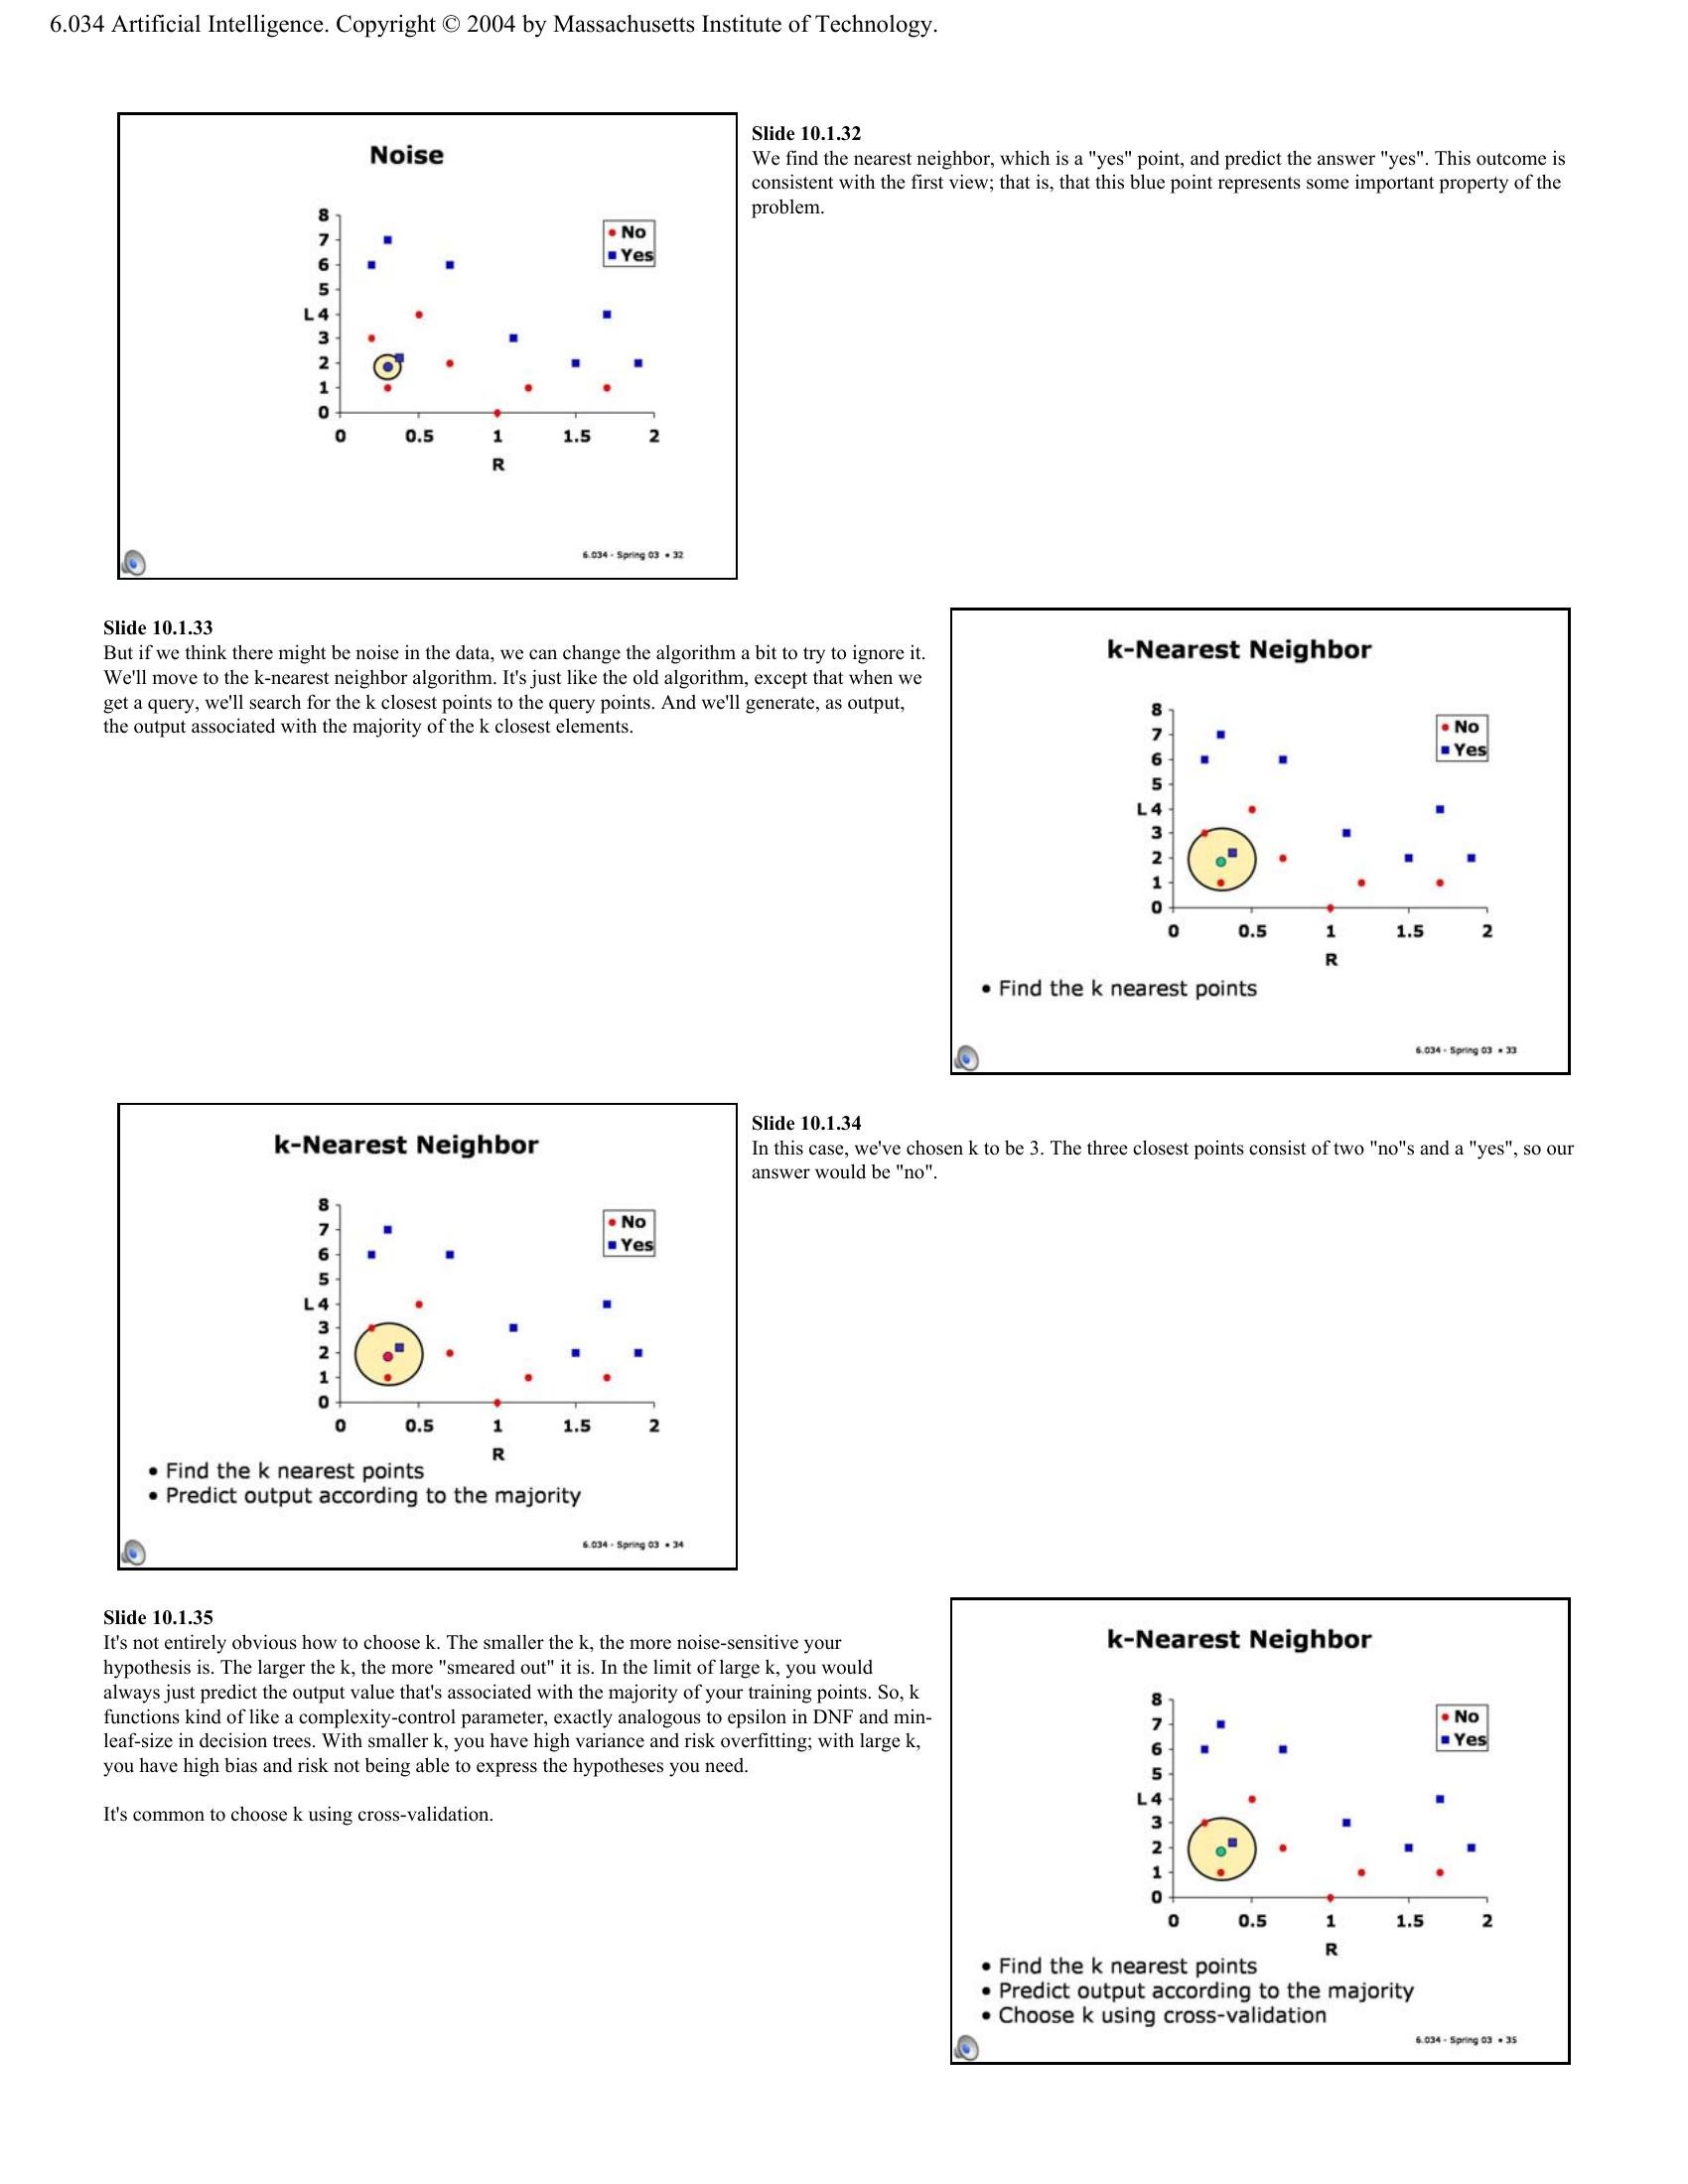 6.034 Artificial Intelligence. Copyright © 2004 by Massachusetts Institute of Technology.
Noise
8
7
6
5
L 4
3
2
1
0
0 0.5 1 1.5 2
R
No
Yes
6.034 - Spring 03 • 32
Slide 10.1.32
We find the nearest neighbor, which is a "yes" point, and predict the answer "yes". This outcome is
consistent with the first view; that is, that this blue point represents some important property of the
problem.
Slide 10.1.33
But if we think there might be noise in the data, we can change the algorithm a bit to try to ignore it.
We'll move to the k-nearest neighbor algorithm. It's just like the old algorithm, except that when we
get a query, we'll search for the k closest points to the query points. And we'll generate, as output,
the output associated with the majority of the k closest elements.
k-Nearest Neighbor
8
7
6
5
L 4
3
2
1
0
0 0.5 1 1.5 2
R
No
Yes
• Find the k nearest points
6.034 - Spring 03 • 33
k-Nearest Neighbor
8
7
6
5
L 4
3
2
1
0
0 0.5 1 1.5 2
R
No
Yes
• Find the k nearest points
• Predict output according to the majority
6.034 - Spring 03 • 34
Slide 10.1.34
In this case, we've chosen k to be 3. The three closest points consist of two "no"s and a "yes", so our
answer would be "no".
Slide 10.1.35
It's not entirely obvious how to choose k. The smaller the k, the more noise-sensitive your
hypothesis is. The larger the k, the more "smeared out" it is. In the limit of large k, you would
always just predict the output value that's associated with the majority of your training points. So, k
functions kind of like a complexity-control parameter, exactly analogous to epsilon in DNF and min-
leaf-size in decision trees. With smaller k, you have high variance and risk overfitting; with large k,
you have high bias and risk not being able to express the hypotheses you need.
It's common to choose k using cross-validation.
k-Nearest Neighbor
8
7
6
5
L 4
3
2
1
0
0 0.5 1 1.5 2
R
No
Yes
• Find the k nearest points
• Predict output according to the majority
• Choose k using cross-validation
6.034 - Spring 03 • 35